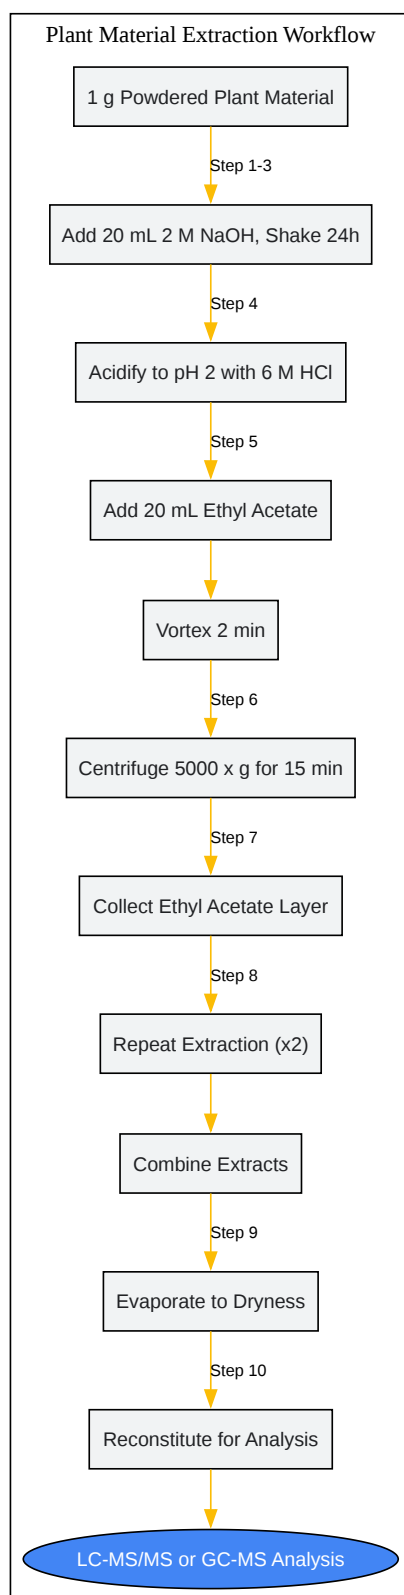 Plant Material Extraction Workflow
1 g Powdered Plant Material
Step 1-3
Add 20 mL 2 M NaOH, Shake 24h
Step 4
Acidify to pH 2 with 6 M HCl
Step 5
Add 20 mL Ethyl Acetate
Vortex 2 min
Step 6
Centrifuge 5000 x g for 15 min
Step 7
Collect Ethyl Acetate Layer
Step 8
Repeat Extraction (x2)
Combine Extracts
Step 9
Evaporate to Dryness
Step 10
Reconstitute for Analysis
LC-MS/MS or GC-MS Analysis